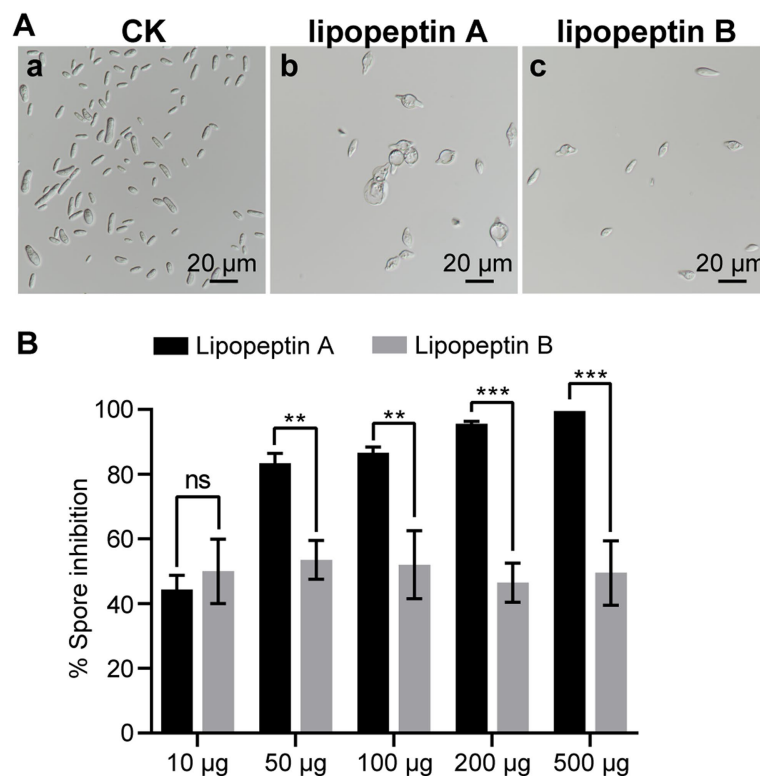 A
CK
lipopeptin A
lipopeptin B
a
b
c
20 µm
20 µm
20 µm
B
Lipopeptin A
Lipopeptin B
% Spore inhibition
100
80
60
40
20
0
ns
**
**
***
***
10 µg
50 µg
100 µg
200 µg
500 µg